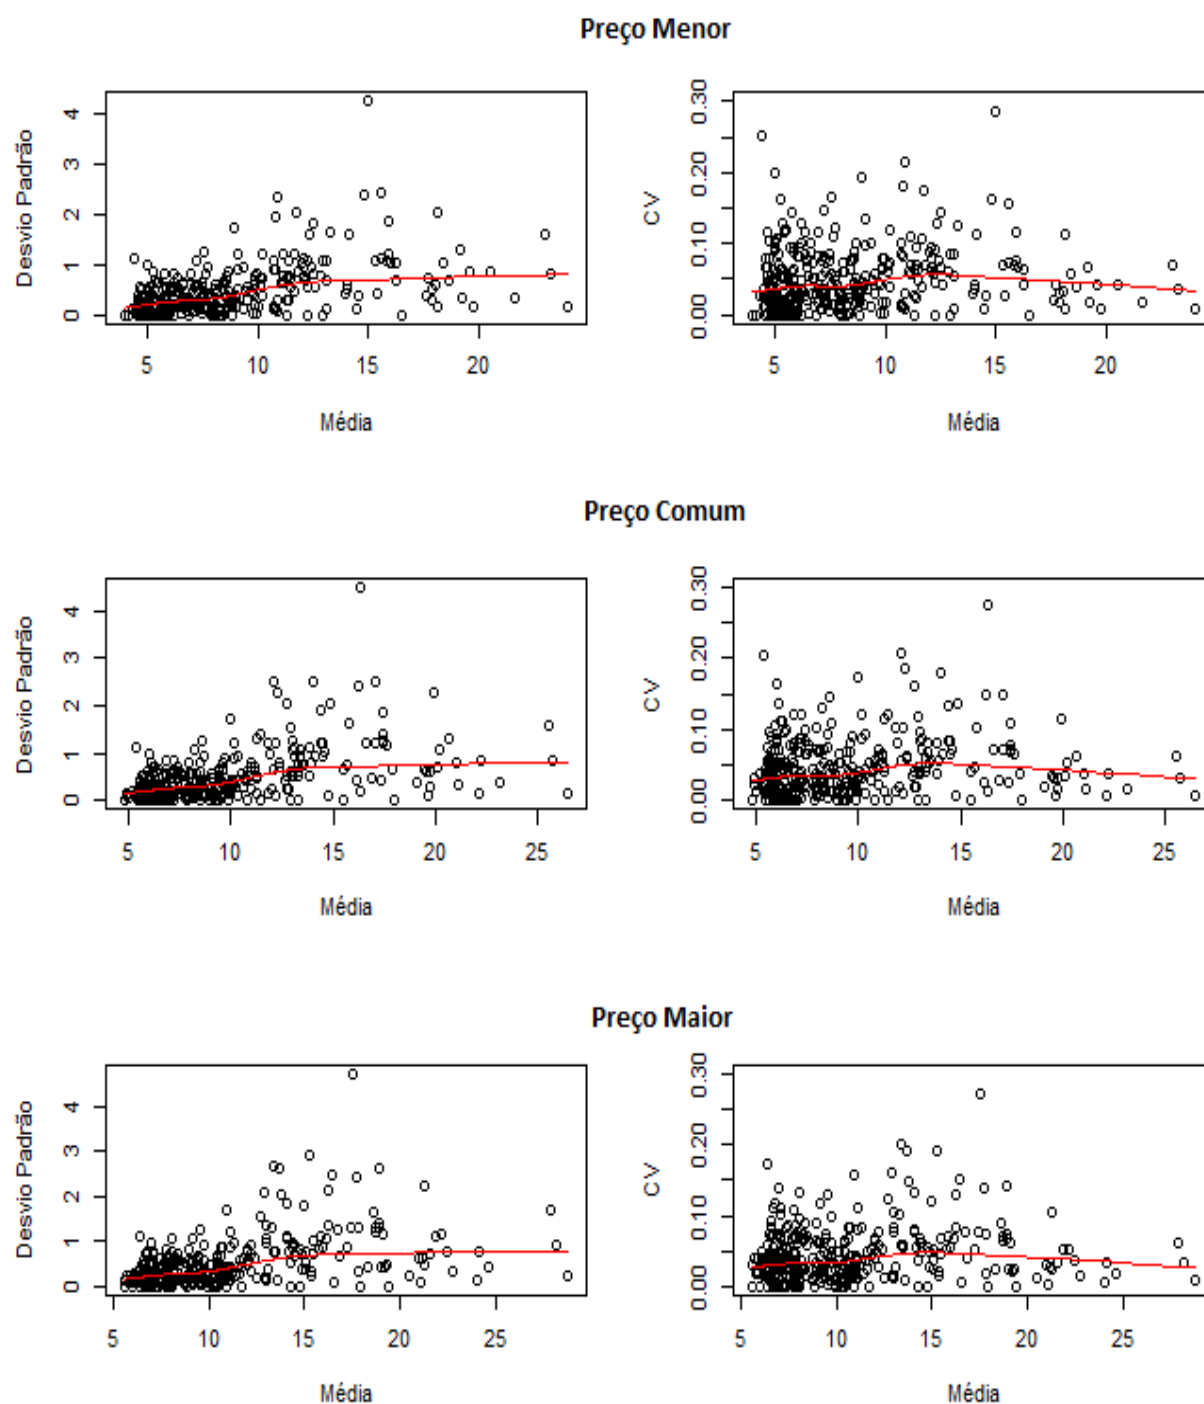 Preço Menor
Desvio Padrão
0 1 2 3 4
5 10 15 20
Média
CV
0.00 0.10 0.20 0.30
5 10 15 20
Média
Preço Comum
Desvio Padrão
0 1 2 3 4
5 10 15 20 25
Média
CV
0.00 0.10 0.20 0.30
5 10 15 20 25
Média
Preço Maior
Desvio Padrão
0 1 2 3 4
5 10 15 20 25
Média
CV
0.00 0.10 0.20 0.30
5 10 15 20 25
Média